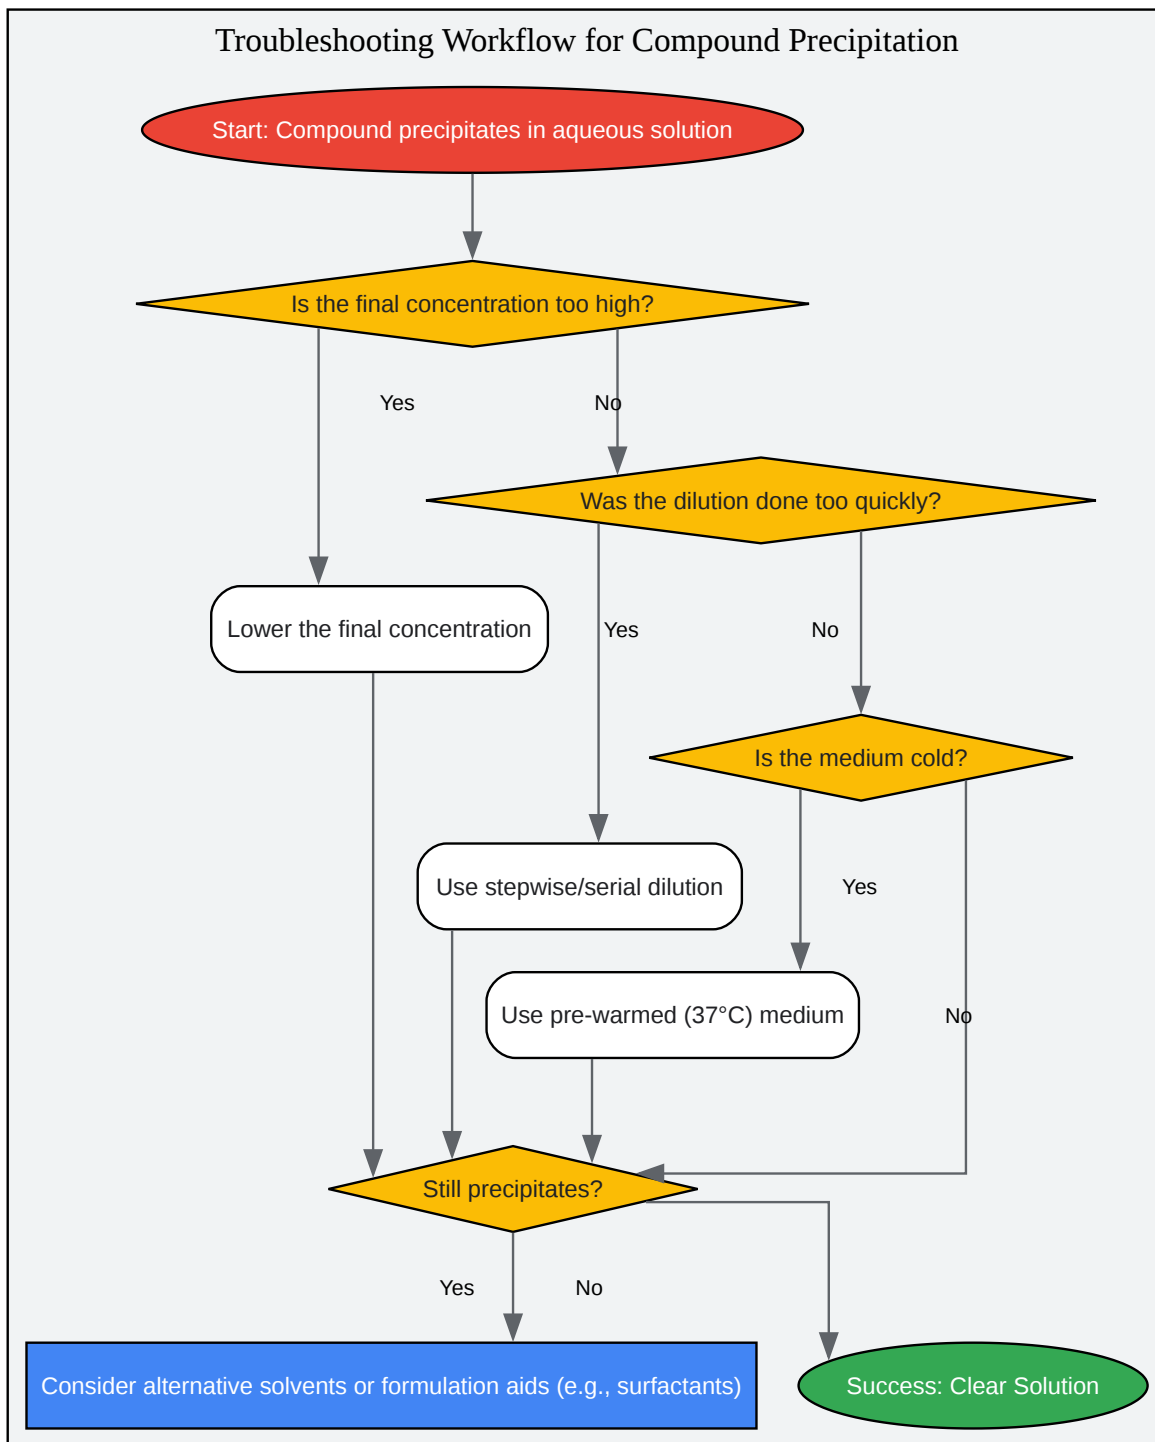 Troubleshooting Workflow for Compound Precipitation
Start: Compound precipitates in aqueous solution
Is the final concentration too high?
Yes
No
Was the dilution done too quickly?
Lower the final concentration
Yes
No
Is the medium cold?
Use stepwise/serial dilution
Yes
Use pre-warmed (37°C) medium
No
Still precipitates?
Yes
No
Consider alternative solvents or formulation aids (e.g., surfactants)
Success: Clear Solution